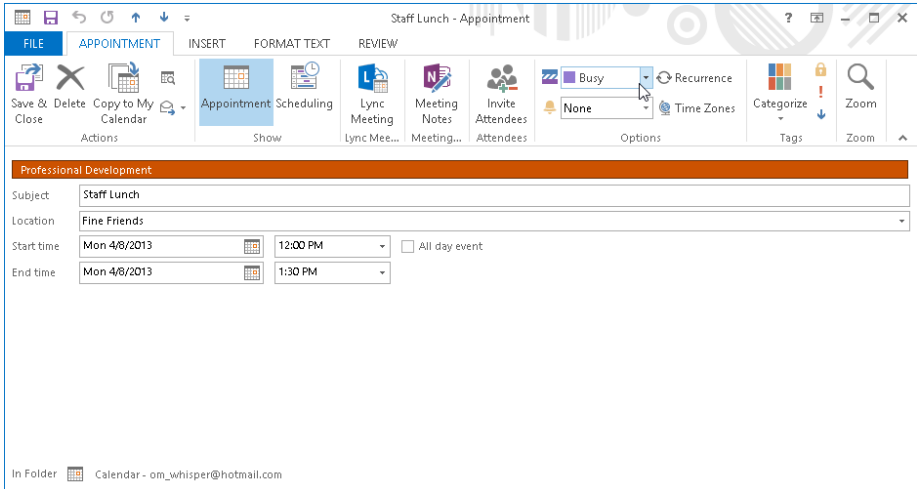 Staff Lunch - Appointment ?
FILE APPOINTMENT INSERT FORMAT TEXT REVIEW
Save & Close Delete Copy to My Calendar Appointment Scheduling Lync Meeting Meeting Notes Invite Attendees Busy Recurrence None Time Zones Categorize ! Zoom
Actions Show Lync Mee... Meeting... Attendees Options Tags Zoom
Professional Development
Subject Staff Lunch
Location Fine Friends
Start time Mon 4/8/2013 12:00 PM All day event
End time Mon 4/8/2013 1:30 PM
In Folder Calendar - om_whisper@hotmail.com